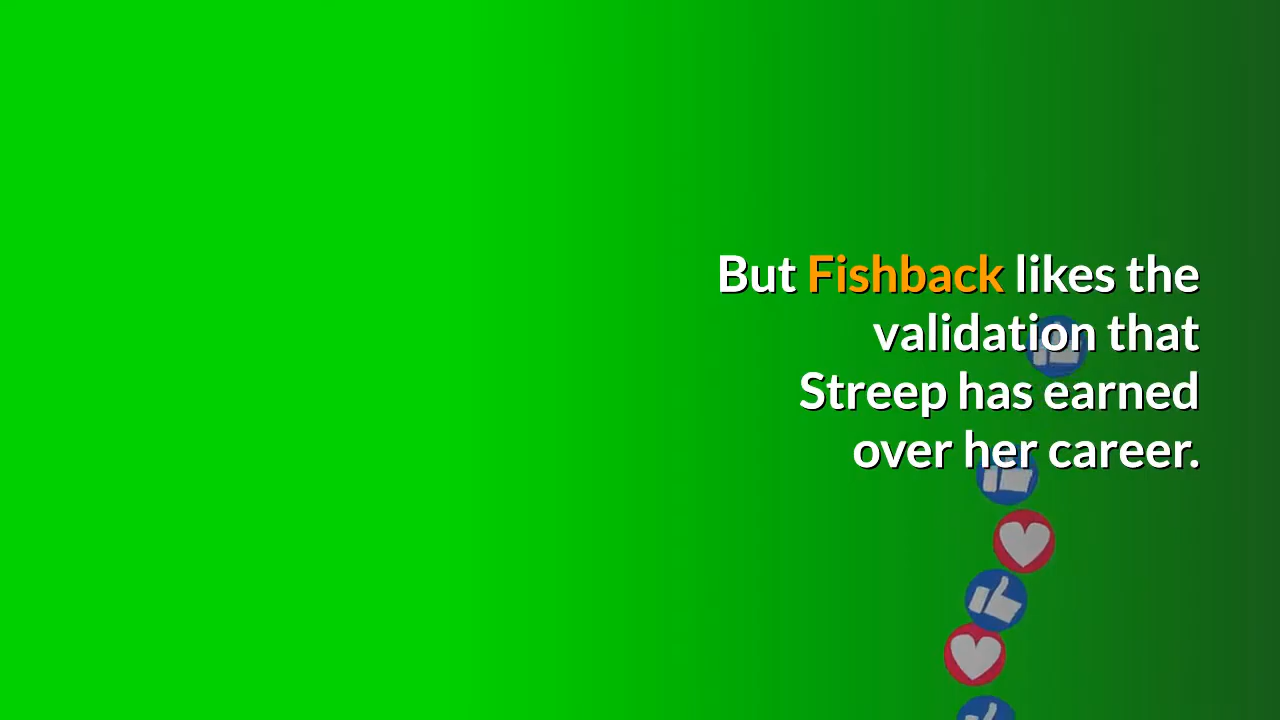 But Fishback likes the
validation that
Streep has earned
over her career.